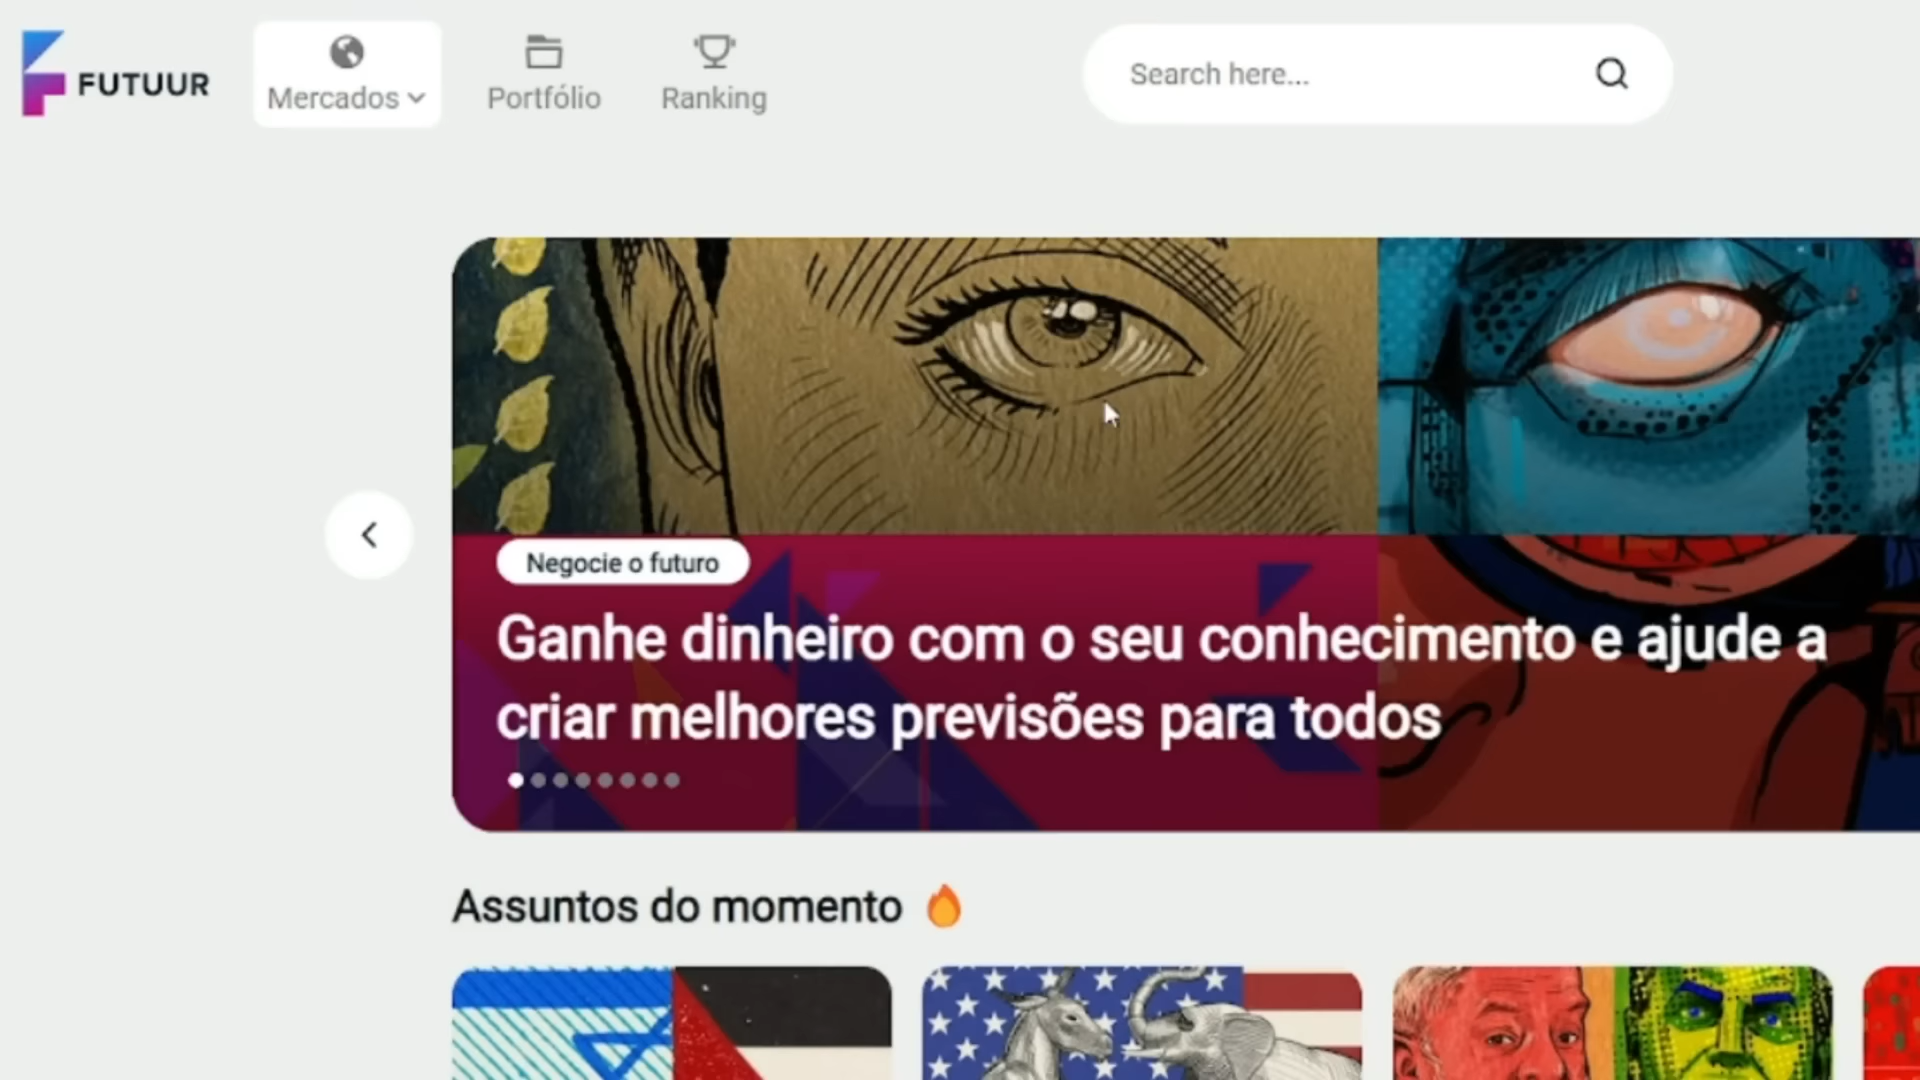 FUTUUR
Mercados
Portfólio
Ranking
Search here...
Negocie o futuro
Ganhe dinheiro com o seu conhecimento e ajude a
criar melhores previsões para todos
Assuntos do momento